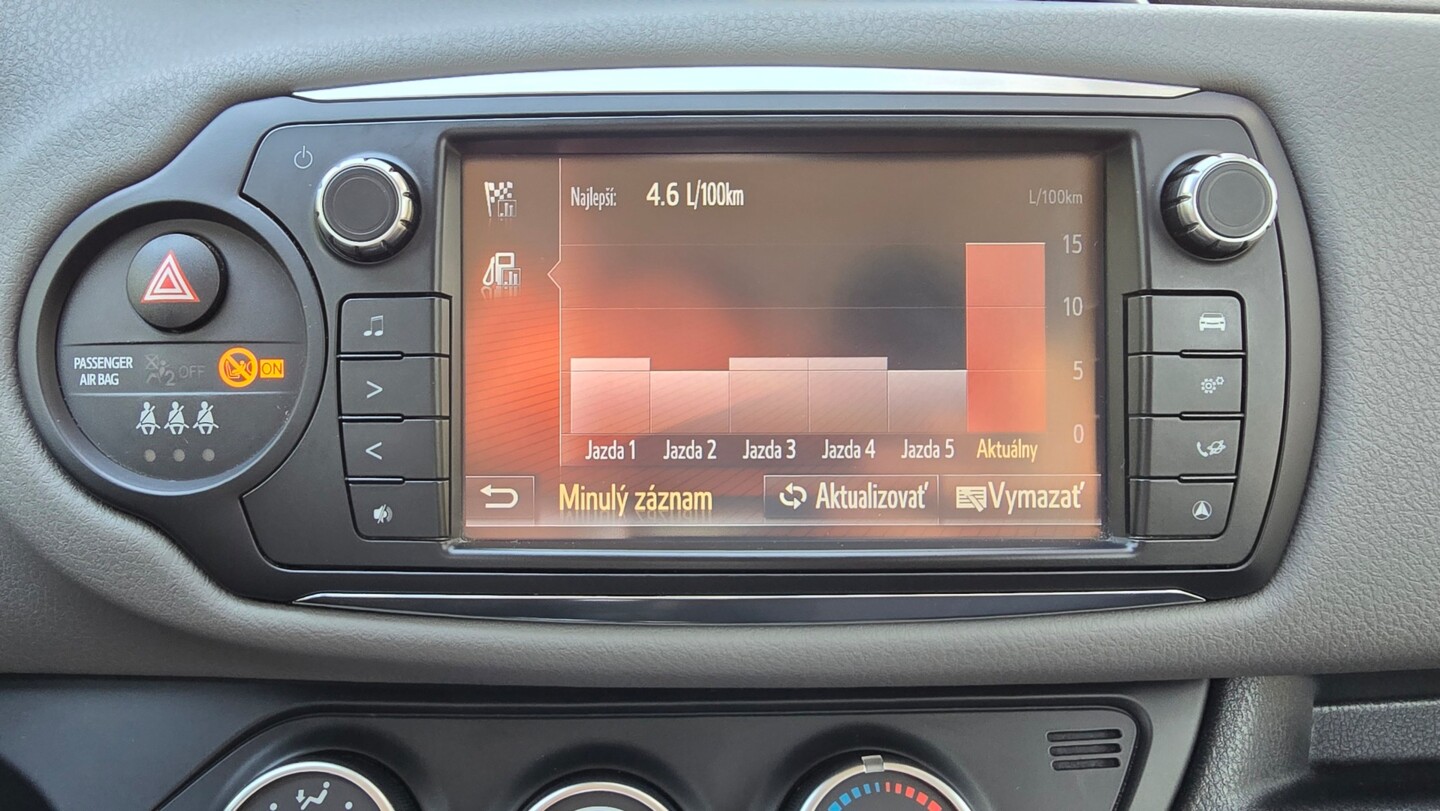 Najlepší: 4.6 L/100km
L/100km
15
10
5
0
Jazda 1 Jazda 2 Jazda 3 Jazda 4 Jazda 5 Aktuálny
Minulý záznam Aktualizovať Vymazať
PASSENGER
AIR BAG
2 OFF ON